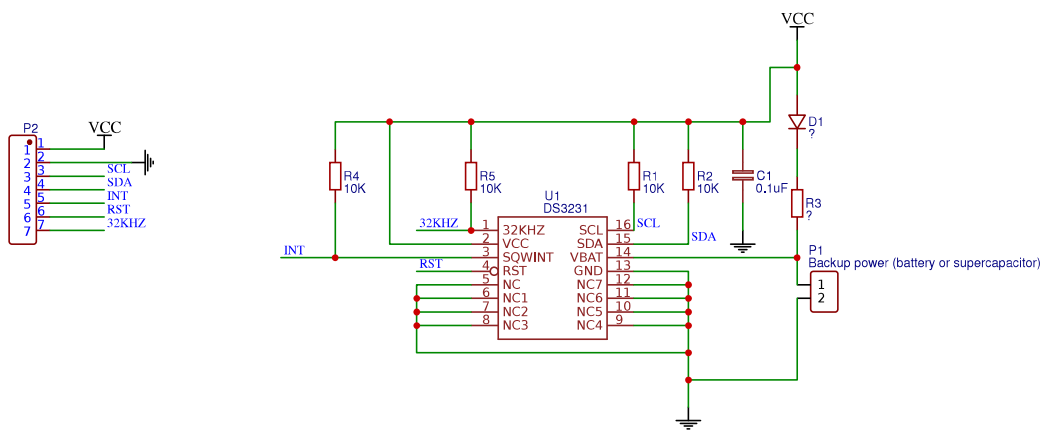 VCC
P2
VCC
1
1
2
2
3
SCL
3
4
SDA
4
5
INT
5
6
RST
6
7
32KHZ
7
D1
?
R4
10K
R5
10K
R1
10K
R2
10K
C1
0.1uF
R3
?
U1
DS3231
32KHZ
1
32KHZ
SCL
16
SCL
2
VCC
SDA
15
SDA
INT
3
SQWINT
VBAT
14
RST
4
RST
GND
13
5
NC
NC7
12
6
NC1
NC6
11
7
NC2
NC5
10
8
NC3
NC4
9
P1
Backup power (battery or supercapacitor)
1
2